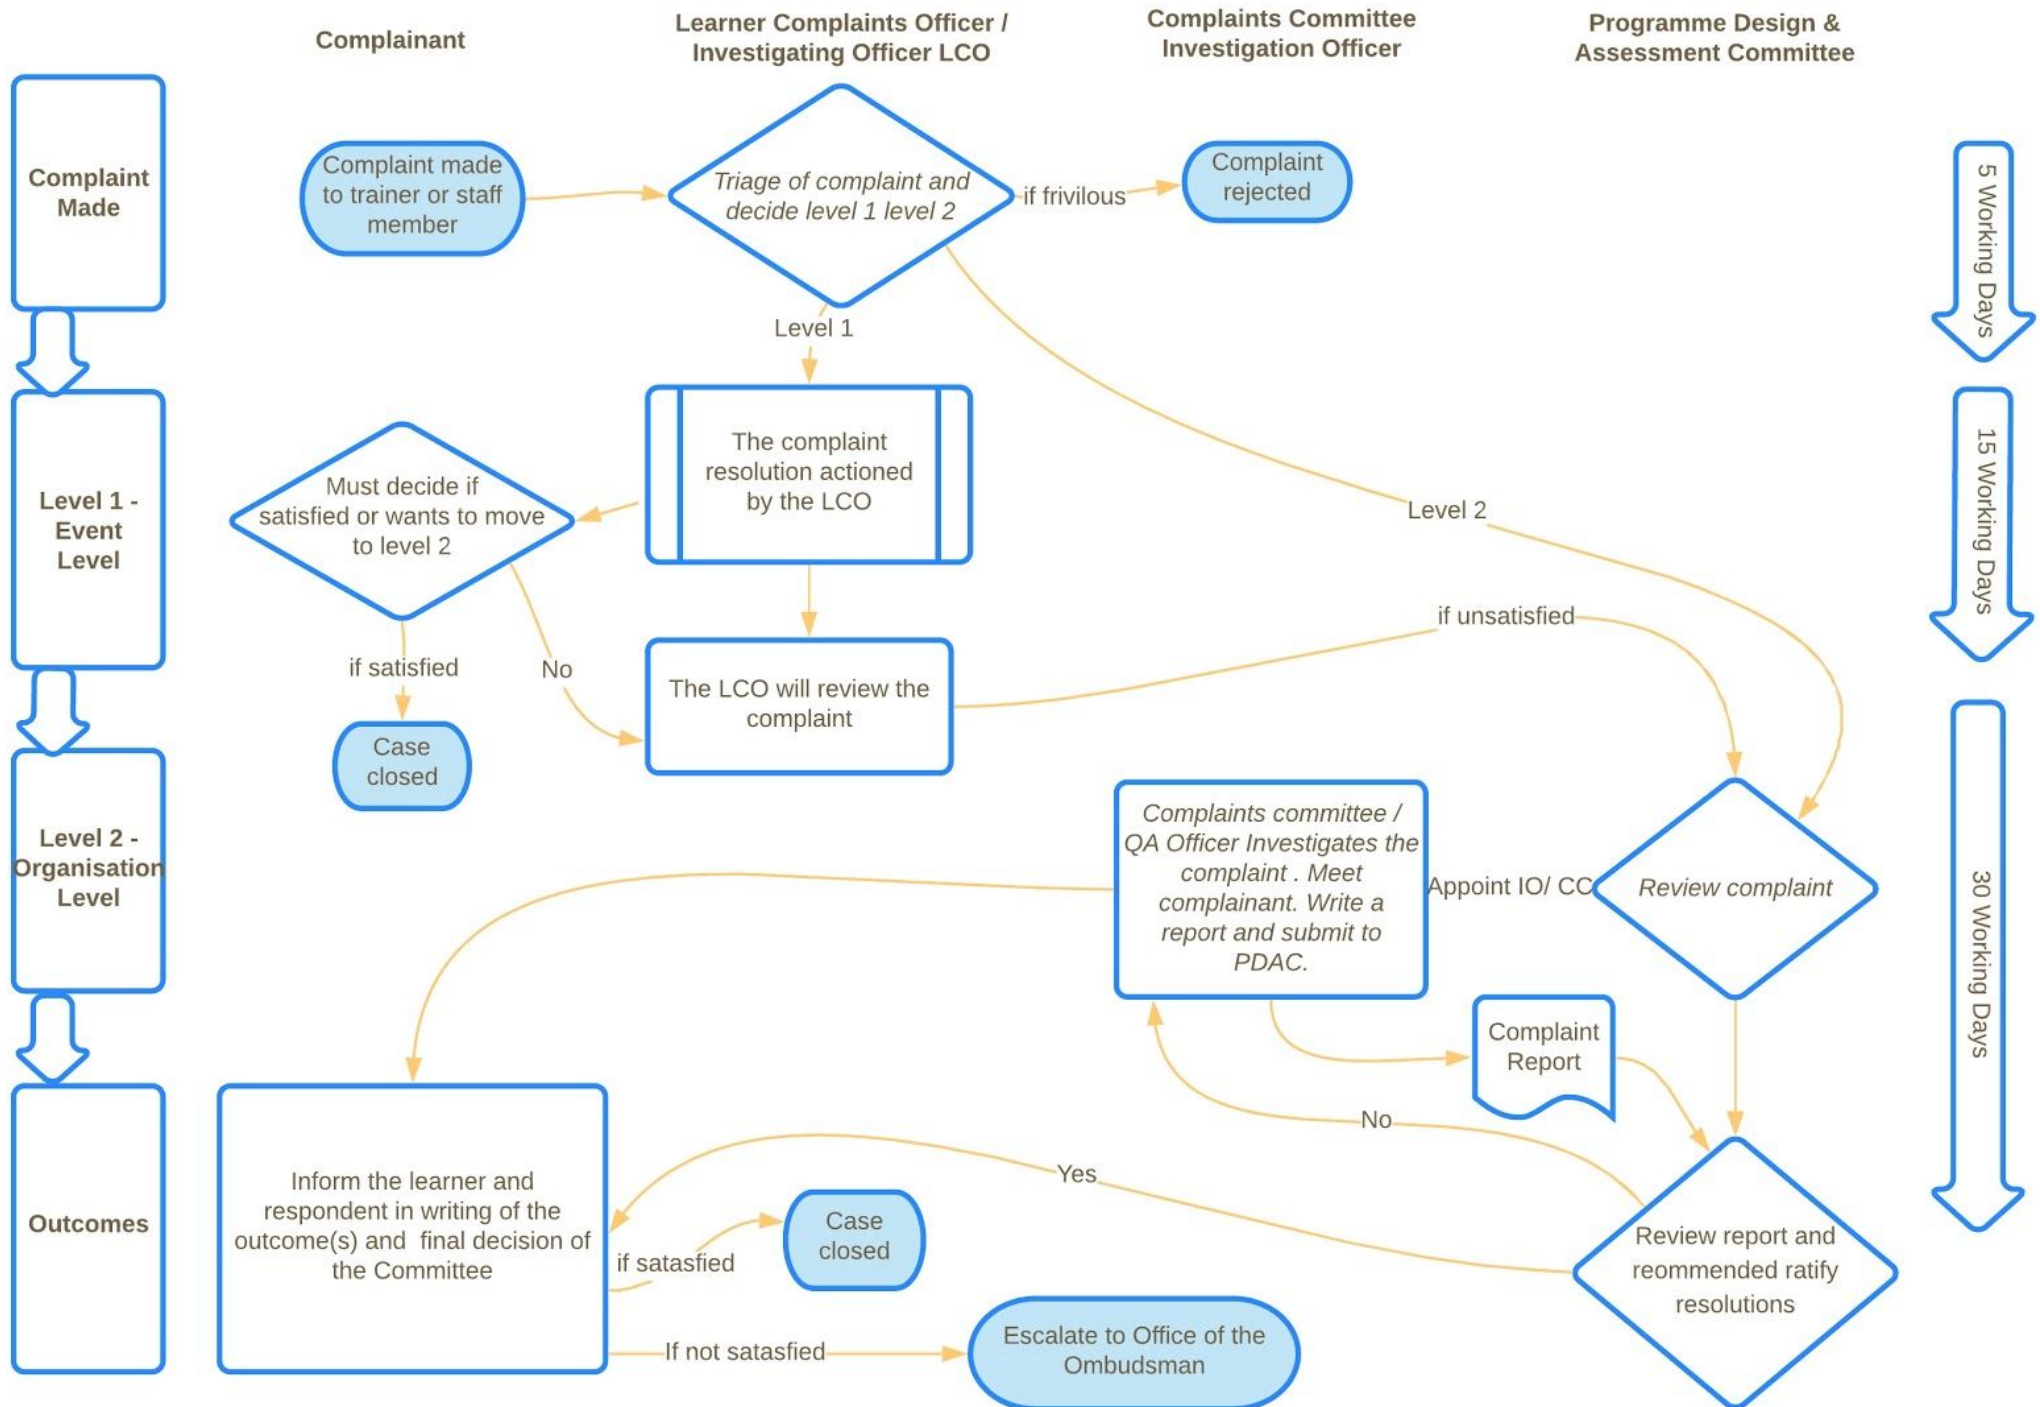 Complainant
Learner Complaints Officer /
Investigating Officer LCO
Complaints Committee
Investigation Officer
Programme Design &
Assessment Committee
Complaint
Made
Complaint made
to trainer or staff
member
Triage of complaint and
decide level 1 level 2
if frivilous
Complaint
rejected
5 Working Days
Level 1
Level 1 -
Event
Level
Must decide if
satisfied or wants to move
to level 2
The complaint
resolution actioned
by the LCO
Level 2
15 Working Days
if satisfied
No
The LCO will review the
complaint
if unsatisfied
Case
closed
Level 2 -
Organisation
Level
Complaints committee /
QA Officer Investigates the
complaint . Meet
complainant. Write a
report and submit to
PDAC.
Appoint IO/ CC
Review complaint
30 Working Days
Complaint
Report
No
Yes
Outcomes
Inform the learner and
respondent in writing of the
outcome(s) and  final decision of
the Committee
if satasfied
Case
closed
Review report and
reommended ratify
resolutions
If not satasfied
Escalate to Office of the
Ombudsman